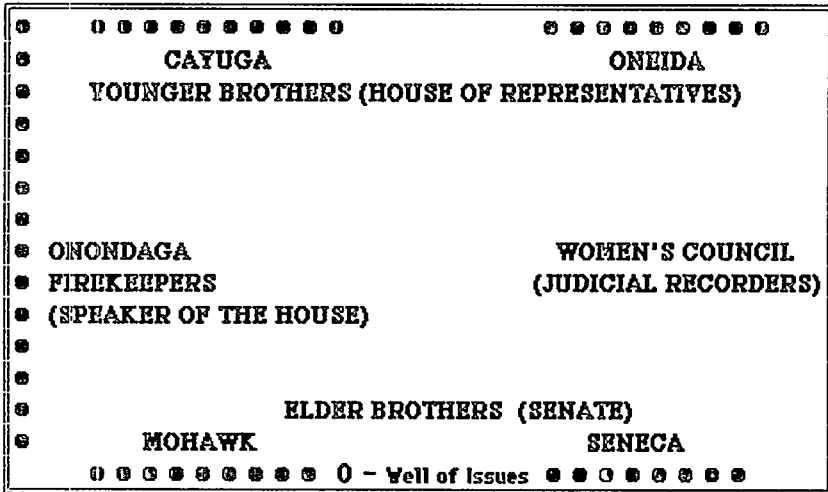 CAYUGA ONEIDA
YOUNGER BROTHERS (HOUSE OF REPRESENTATIVES)
ONONDAGA WOMEN'S COUNCIL
FIREKEEPERS (JUDICIAL RECORDERS)
(SPEAKER OF THE HOUSE)
ELDER BROTHERS (SENATE)
MOHAWK SENECA
0 - Well of Issues